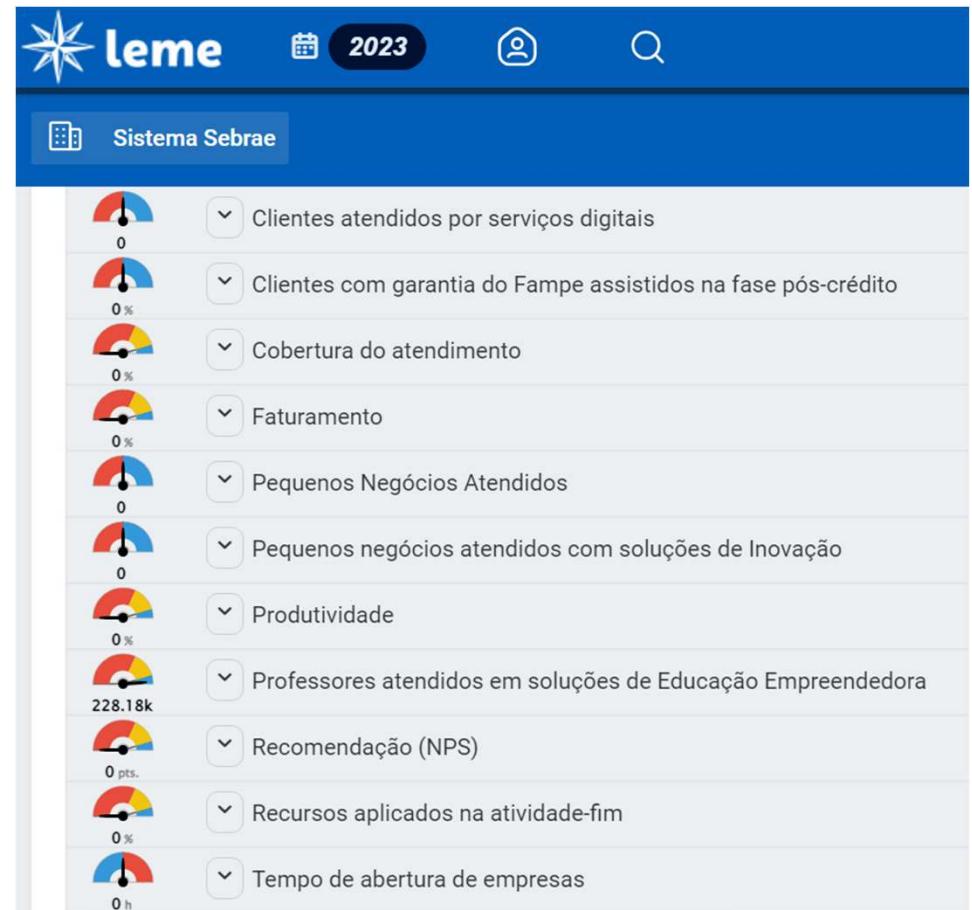 leme 2023
Sistema Sebrae
0 Clientes atendidos por serviços digitais
0 % Clientes com garantia do Fampe assistidos na fase pós-crédito
0 % Cobertura do atendimento
0 % Faturamento
0 Pequenos Negócios Atendidos
0 Pequenos negócios atendidos com soluções de Inovação
0 % Produtividade
228.18k Professores atendidos em soluções de Educação Empreendedora
0 pts. Recomendação (NPS)
0 % Recursos aplicados na atividade-fim
0 h Tempo de abertura de empresas